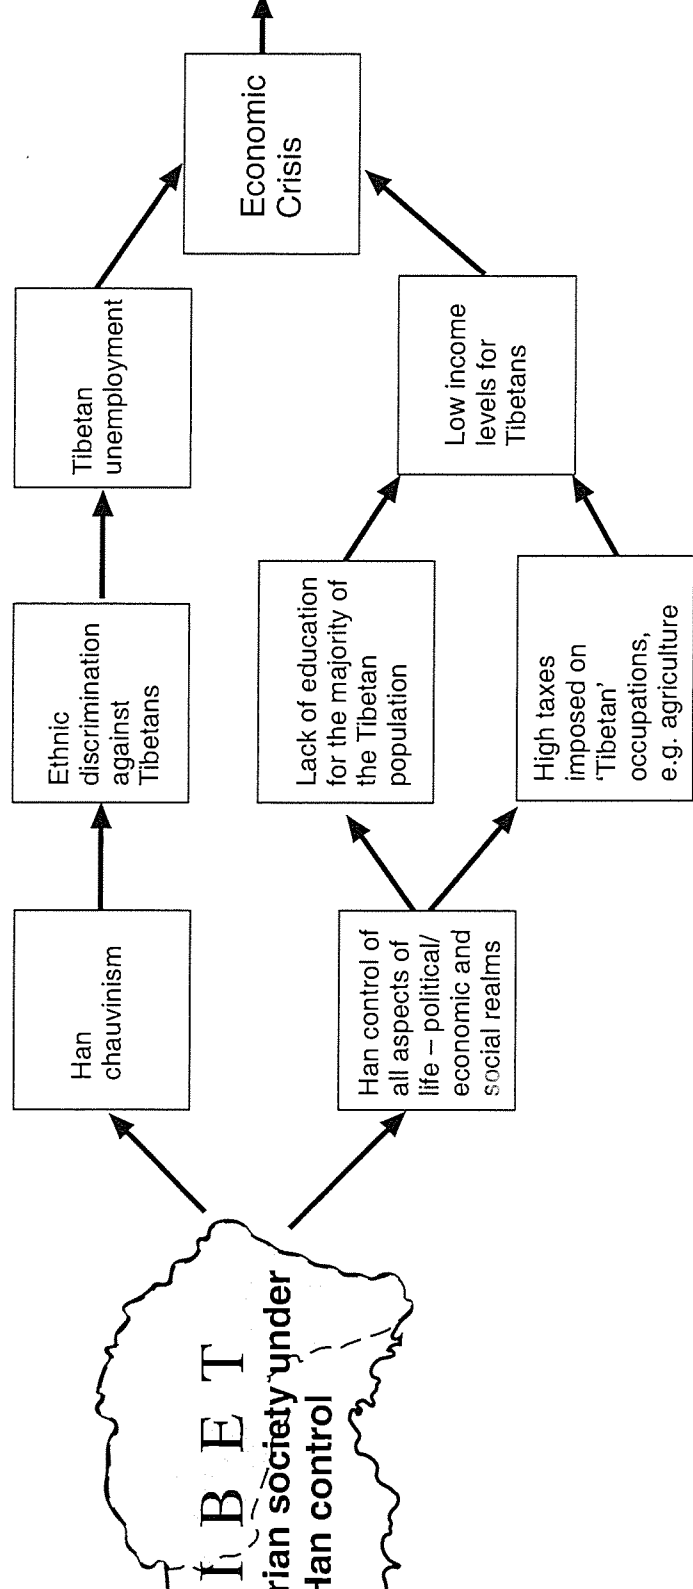 I B E T
rian society under
Han control
Han
chauvinism
Ethnic
discrimination
against
Tibetans
Tibetan
unemployment
Han control of
all aspects of
life – political/
economic and
social realms
Lack of education
for the majority of
the Tibetan
population
High taxes
imposed on
‘Tibetan’
occupations,
e.g. agriculture
Low income
levels for
Tibetans
Economic
Crisis